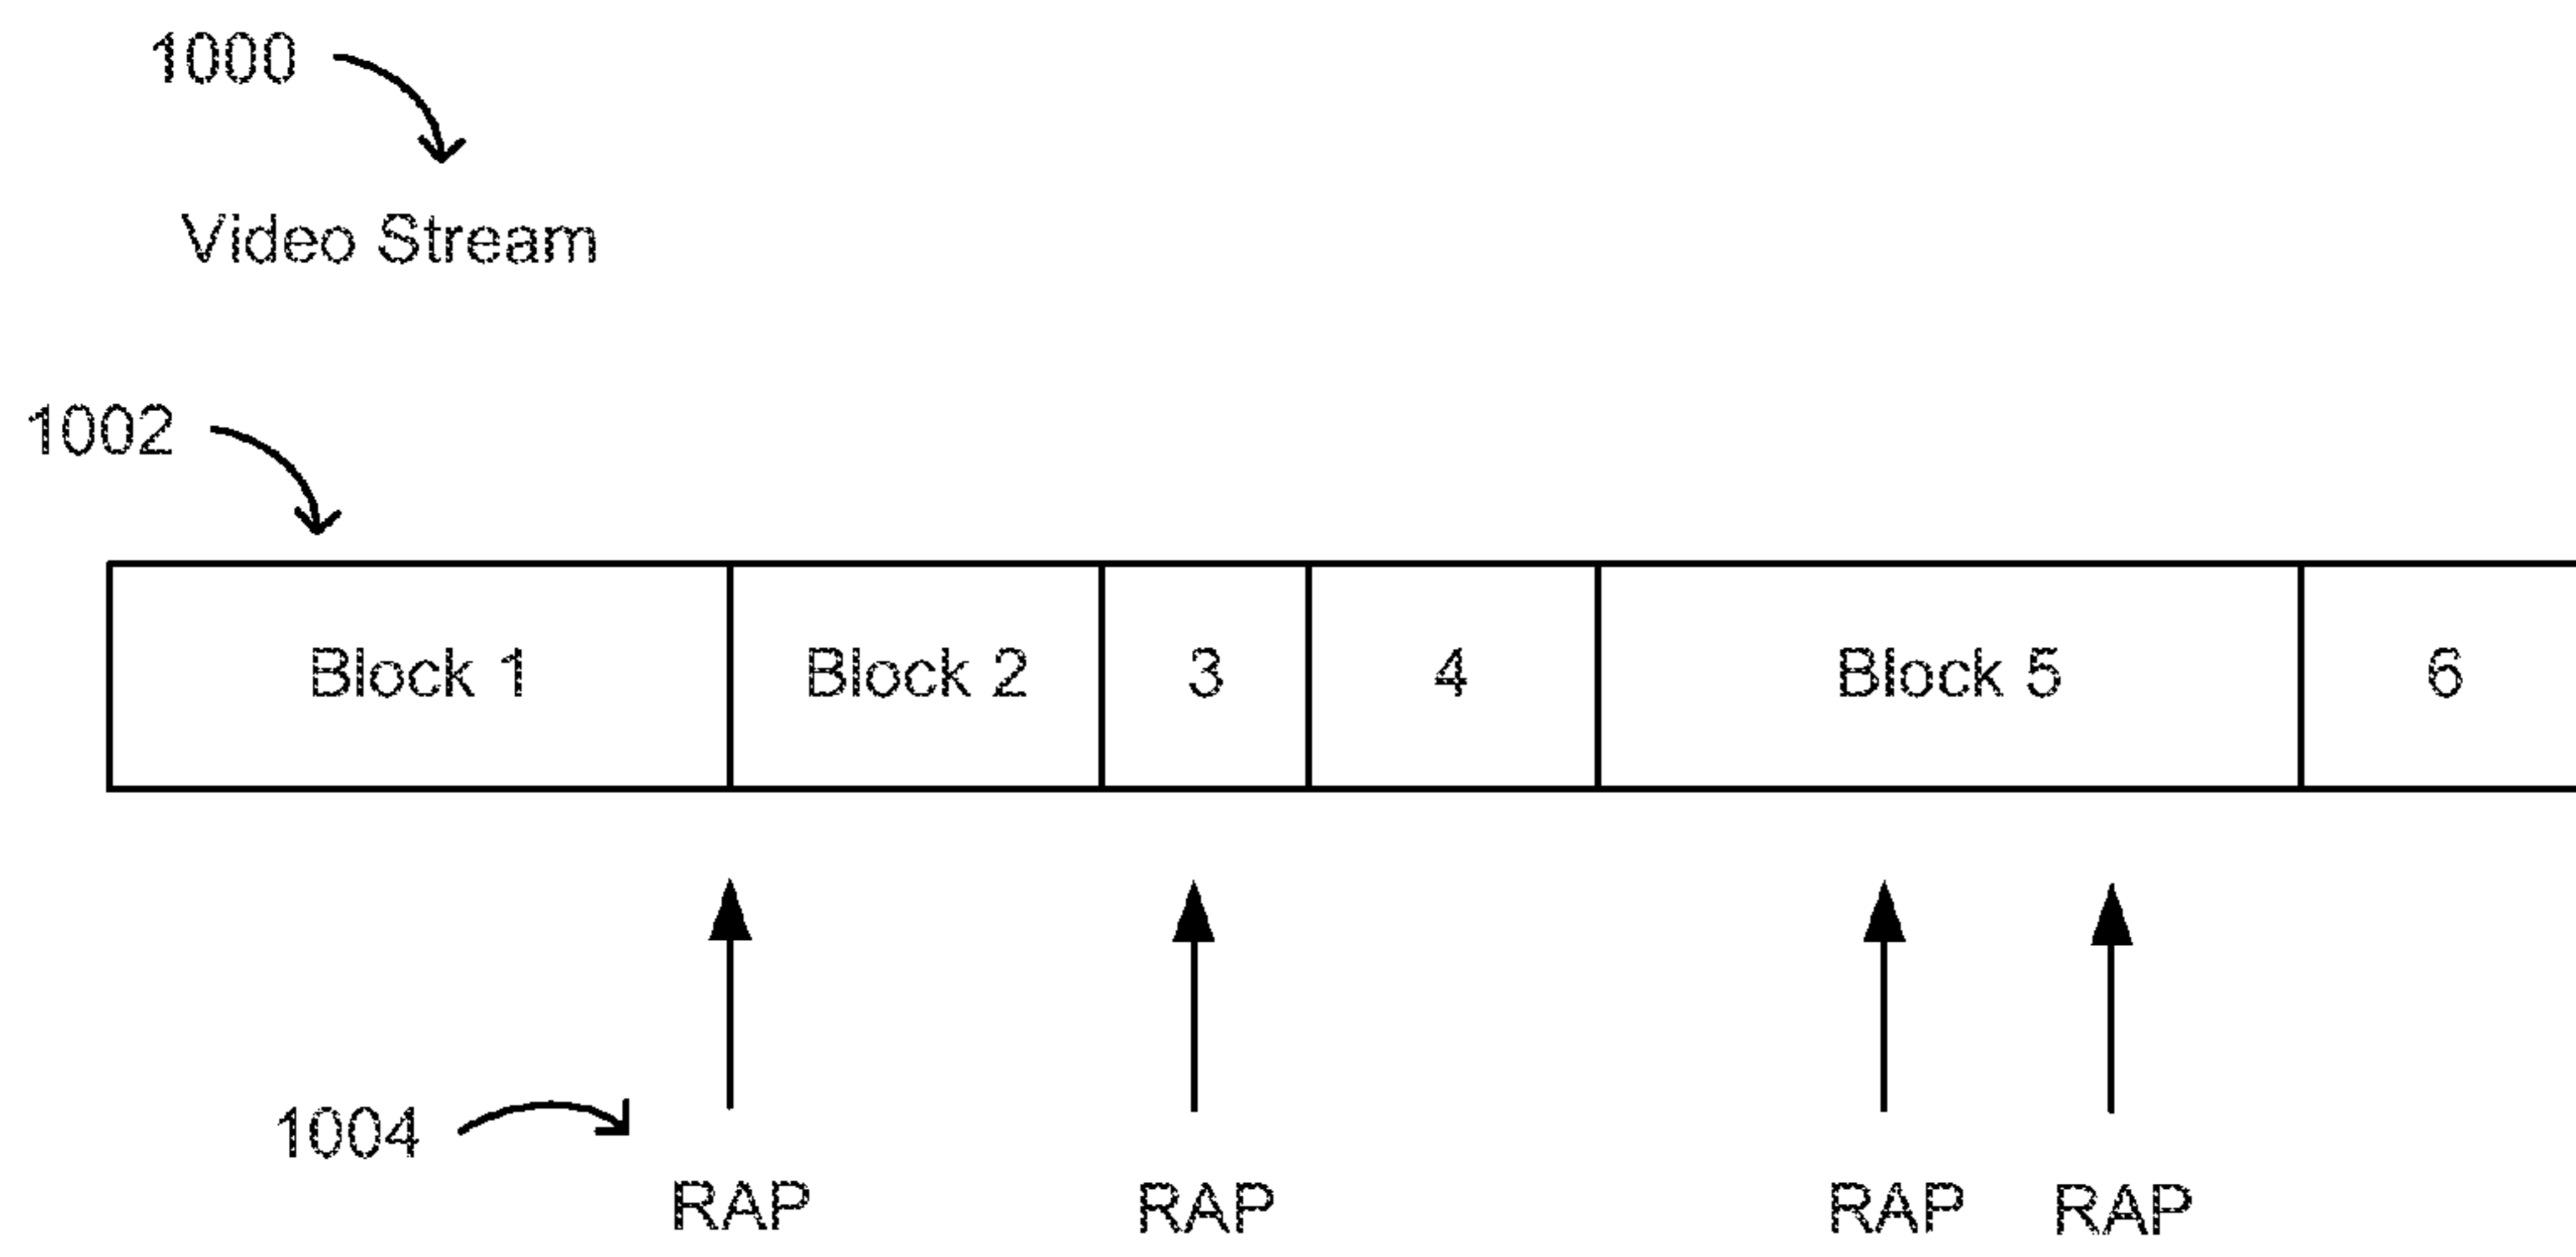 1000
Video Stream
1002
Block 1 Block 2 3 4 Block 5 6
1004
RAP RAP RAP RAP